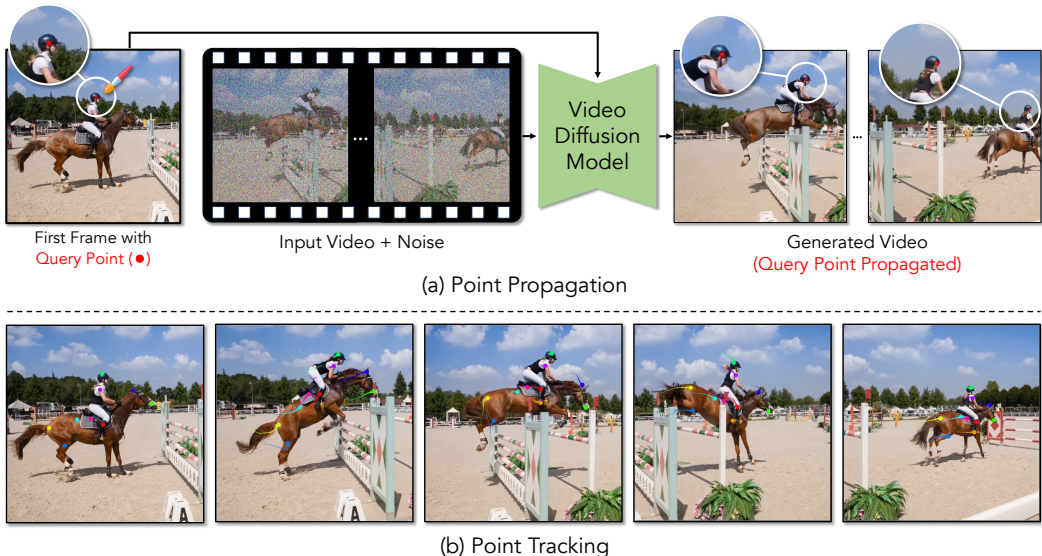 Video
Diffusion
Model
...
...
First Frame with
Query Point (●)
Input Video + Noise
Generated Video
(Query Point Propagated)
(a) Point Propagation
A
A
(b) Point Tracking